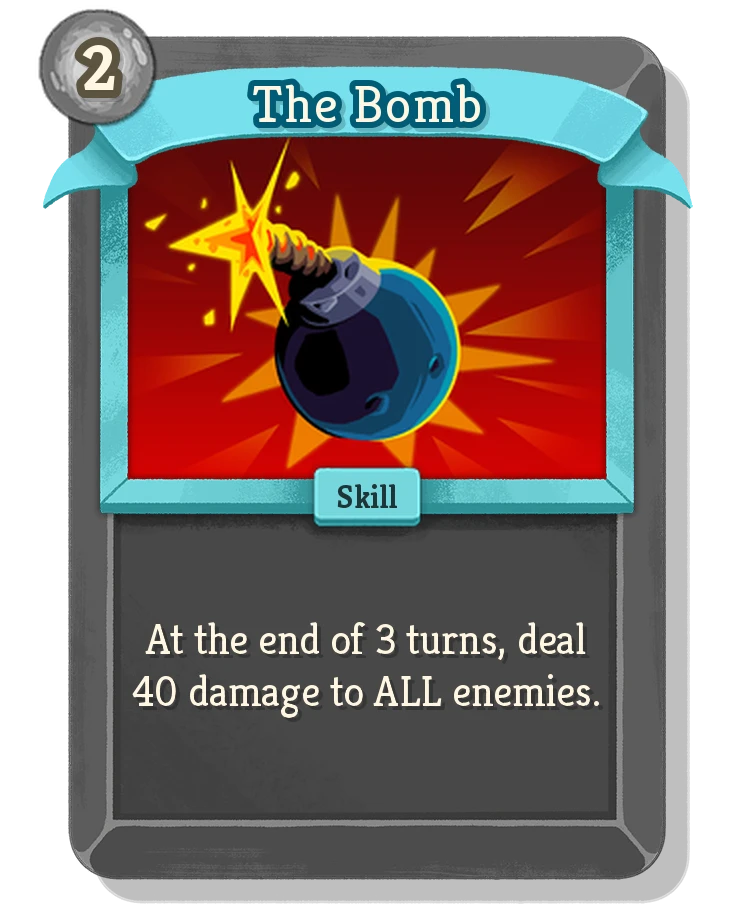 2
The Bomb
Skill
At the end of 3 turns, deal
40 damage to ALL enemies.